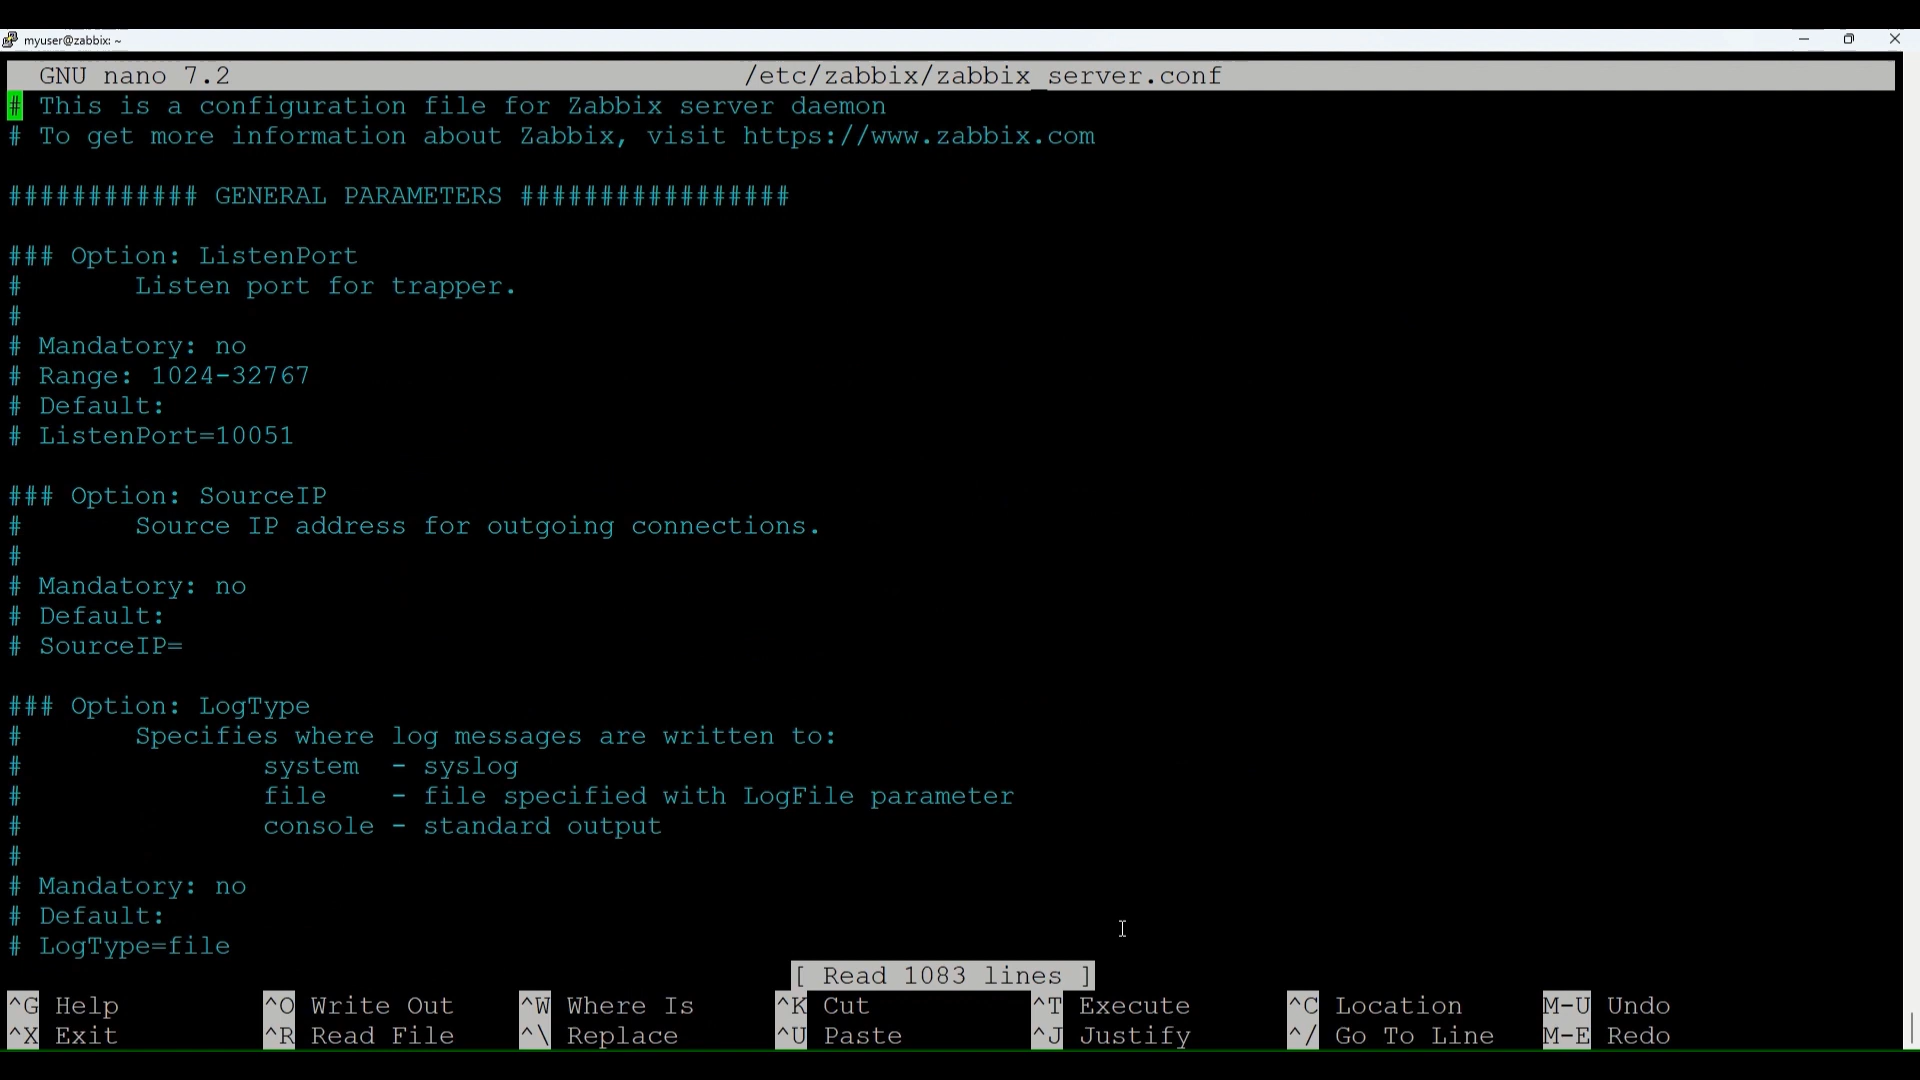 myuser@zabbix: ~
GNU nano 7.2 /etc/zabbix/zabbix_server.conf
# This is a configuration file for Zabbix server daemon
# To get more information about Zabbix, visit https://www.zabbix.com
############ GENERAL PARAMETERS #################
### Option: ListenPort
# Listen port for trapper.
#
# Mandatory: no
# Range: 1024-32767
# Default:
# ListenPort=10051
### Option: SourceIP
# Source IP address for outgoing connections.
#
# Mandatory: no
# Default:
# SourceIP=
### Option: LogType
# Specifies where log messages are written to:
# system - syslog
# file - file specified with LogFile parameter
# console - standard output
#
# Mandatory: no
# Default:
# LogType=file
[ Read 1083 lines ]
^G Help ^O Write Out ^W Where Is ^K Cut ^T Execute ^C Location M-U Undo
^X Exit ^R Read File ^\ Replace ^U Paste ^J Justify ^/ Go To Line M-E Redo